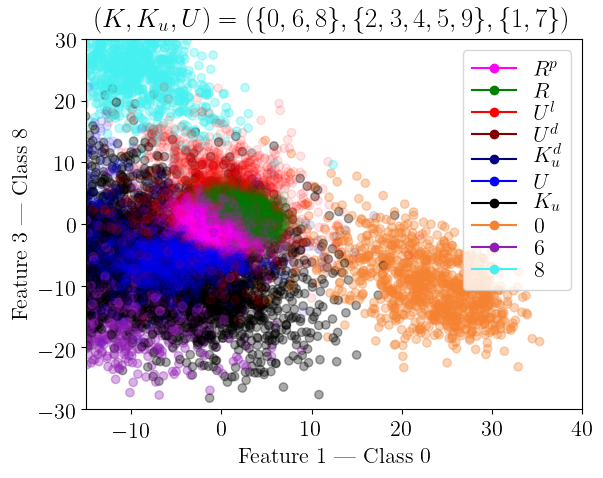 (K, K_u, U) = ({0, 6, 8}, {2, 3, 4, 5, 9}, {1, 7})
30
20
10
0
−10
−20
−30
Feature 3 — Class 8
R^p
R
U^l
U^d
K_u^d
U
K_u
0
6
8
−10
0
10
20
30
40
Feature 1 — Class 0